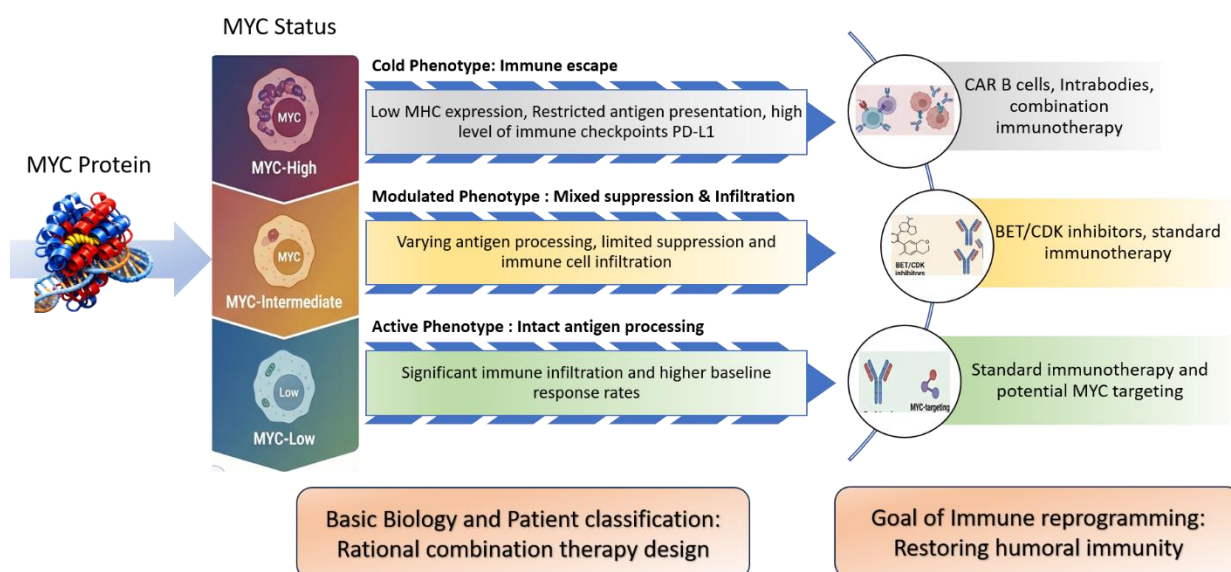 MYC Status
MYC Protein
MYC
MYC-High
MYC
MYC-Intermediate
Low
MYC-Low
Cold Phenotype: Immune escape
Low MHC expression, Restricted antigen presentation, high
level of immune checkpoints PD-L1
Modulated Phenotype : Mixed suppression & Infiltration
Varying antigen processing, limited suppression and
immune cell infiltration
Active Phenotype : Intact antigen processing
Significant immune infiltration and higher baseline
response rates
CAR B cells, Intrabodies,
combination
immunotherapy
BET/CDK
inhibitors
BET/CDK inhibitors, standard
immunotherapy
MYC-targeting
Standard immunotherapy and
potential MYC targeting
Basic Biology and Patient classification:
Rational combination therapy design
Goal of Immune reprogramming:
Restoring humoral immunity